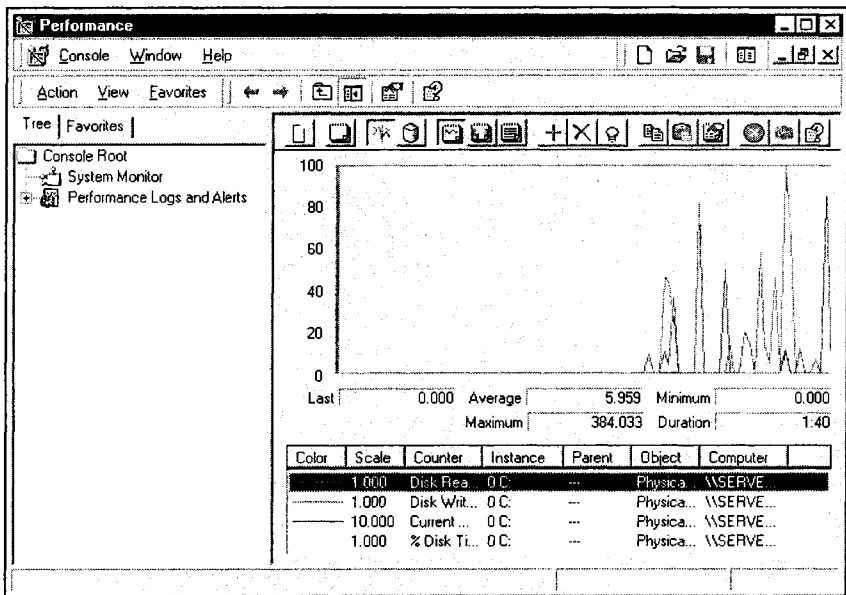 Performance
Console Window Help
Action View Favorites
Tree Favorites
Console Root
System Monitor
Performance Logs and Alerts
100
80
60
40
20
0
Last 0.000 Average 5.959 Minimum 0.000
Maximum 384.033 Duration 1:40
Color Scale Counter Instance Parent Object Computer
1.000 Disk Rea... 0 C: --- Physica... \\SERVE...
1.000 Disk Writ... 0 C: --- Physica... \\SERVE...
10.000 Current ... 0 C: --- Physica... \\SERVE...
1.000 % Disk Ti... 0 C: --- Physica... \\SERVE...